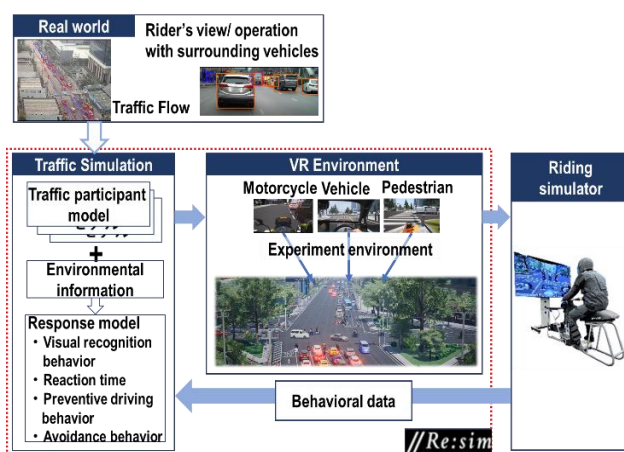 Real world
Rider's view/ operation
with surrounding vehicles
Traffic Flow
Traffic Simulation
VR Environment
Riding
simulator
Traffic participant
model
Motorcycle Vehicle Pedestrian
Experiment environment
+
Environmental
information
Response model
・ Visual recognition
behavior
・ Reaction time
・ Preventive driving
behavior
・ Avoidance behavior
Behavioral data
//Re:sim